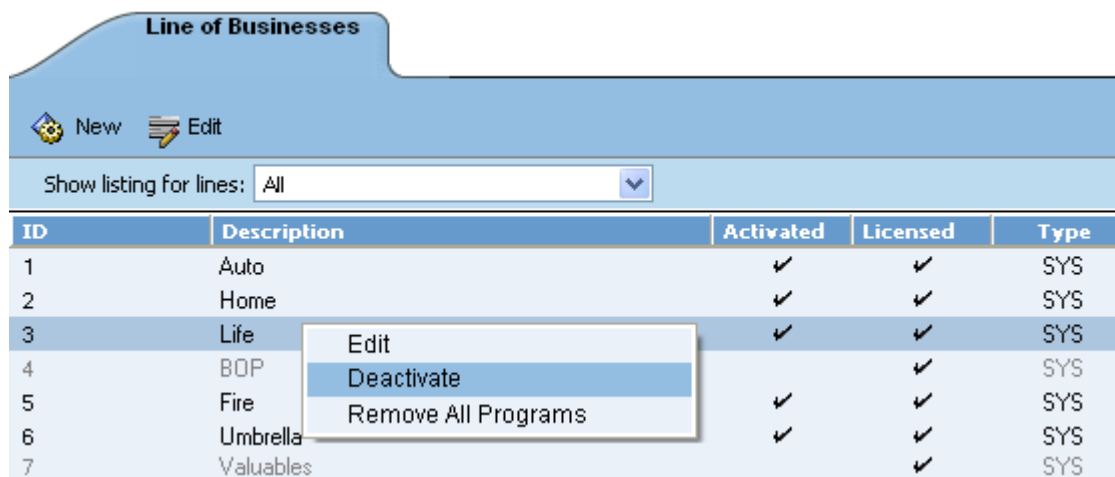 Line of Businesses
New Edit
Show listing for lines: All
ID Description Activated Licensed Type
1 Auto SYS
2 Home SYS
3 Life SYS
Edit
4 BOP SYS
Deactivate
5 Fire SYS
Remove All Programs
6 Umbrella SYS
7 Valuables SYS